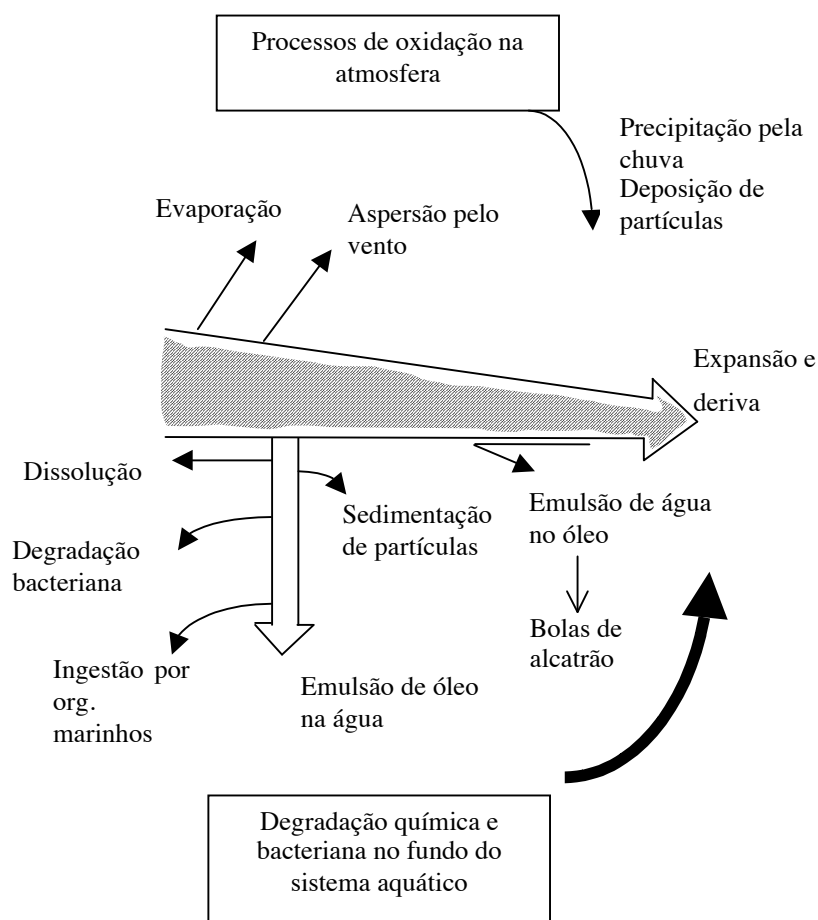 Processos de oxidação na
atmosfera
Precipitação pela
chuva
Deposição de
partículas
Evaporação
Aspersão pelo
vento
Expansão e
deriva
Dissolução
Sedimentação
de partículas
Emulsão de água
no óleo
Degradação
bacteriana
Bolas de
alcatrão
Ingestão por
org.
marinhos
Emulsão de óleo
na água
Degradação química e
bacteriana no fundo do
sistema aquático